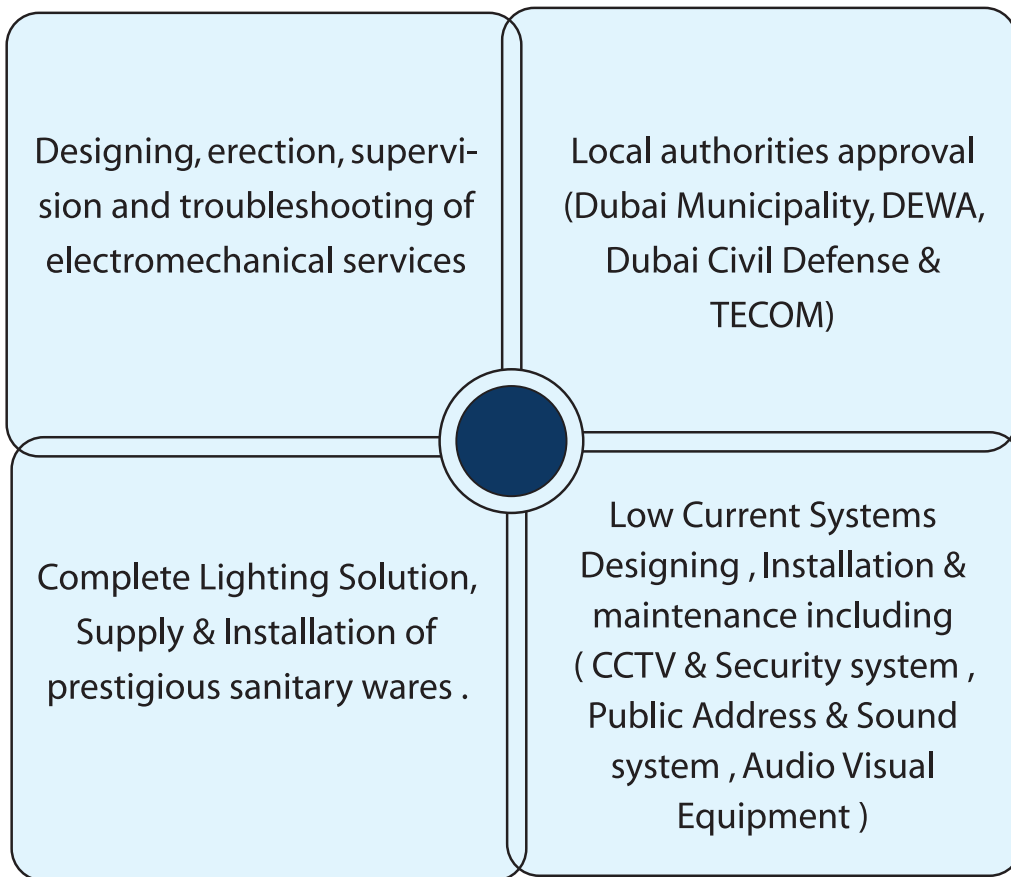 Designing, erection, supervi-
sion and troubleshooting of
electromechanical services
Local authorities approval
(Dubai Municipality, DEWA,
Dubai Civil Defense &
TECOM)
Complete Lighting Solution,
Supply & Installation of
prestigious sanitary wares .
Low Current Systems
Designing , Installation &
maintenance including
( CCTV & Security system ,
Public Address & Sound
system , Audio Visual
Equipment )